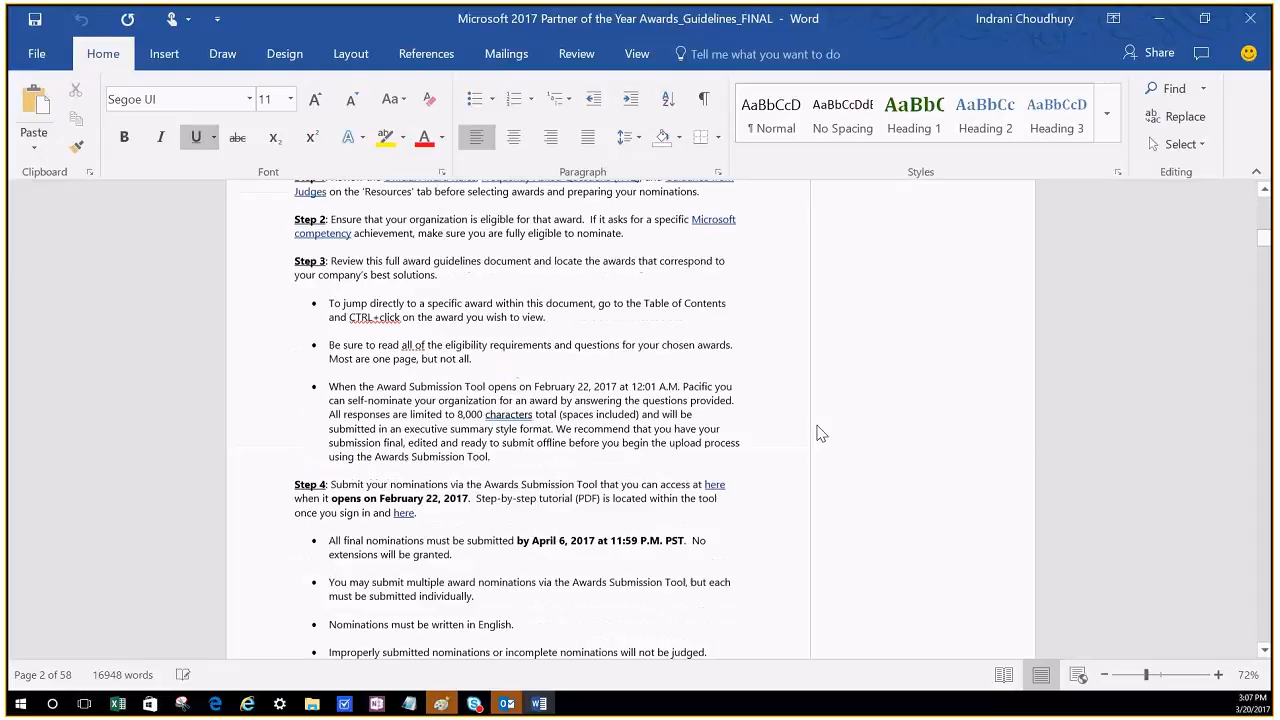 Microsoft 2017 Partner of the Year Awards_Guidelines_FINAL - Word
Indrani Choudhury
File Home Insert Draw Design Layout References Mailings Review View Tell me what you want to do Share
Paste
Clipboard
Segoe UI 11 Aa
B I U abc X₂ X² A A
Font
Paragraph
AaBbCcD AaBbCcDdE AaBbC AaBbCc AaBbCcD
¶ Normal No Spacing Heading 1 Heading 2 Heading 3
Styles
Find
Replace
Select
Editing
Judges on the 'Resources' tab before selecting awards and preparing your nominations.
Step 2: Ensure that your organization is eligible for that award. If it asks for a specific Microsoft
competency achievement, make sure you are fully eligible to nominate.
Step 3: Review this full award guidelines document and locate the awards that correspond to
your company's best solutions.
• To jump directly to a specific award within this document, go to the Table of Contents
and CTRL+click on the award you wish to view.
• Be sure to read all of the eligibility requirements and questions for your chosen awards.
Most are one page, but not all.
• When the Award Submission Tool opens on February 22, 2017 at 12:01 A.M. Pacific you
can self-nominate your organization for an award by answering the questions provided.
All responses are limited to 8,000 characters total (spaces included) and will be
submitted in an executive summary style format. We recommend that you have your
submission final, edited and ready to submit offline before you begin the upload process
using the Awards Submission Tool.
Step 4: Submit your nominations via the Awards Submission Tool that you can access at here
when it opens on February 22, 2017. Step-by-step tutorial (PDF) is located within the tool
once you sign in and here.
• All final nominations must be submitted by April 6, 2017 at 11:59 P.M. PST. No
extensions will be granted.
• You may submit multiple award nominations via the Awards Submission Tool, but each
must be submitted individually.
• Nominations must be written in English.
• Improperly submitted nominations or incomplete nominations will not be judged.
Page 2 of 58 16948 words
72%
3:07 PM
3/20/2017